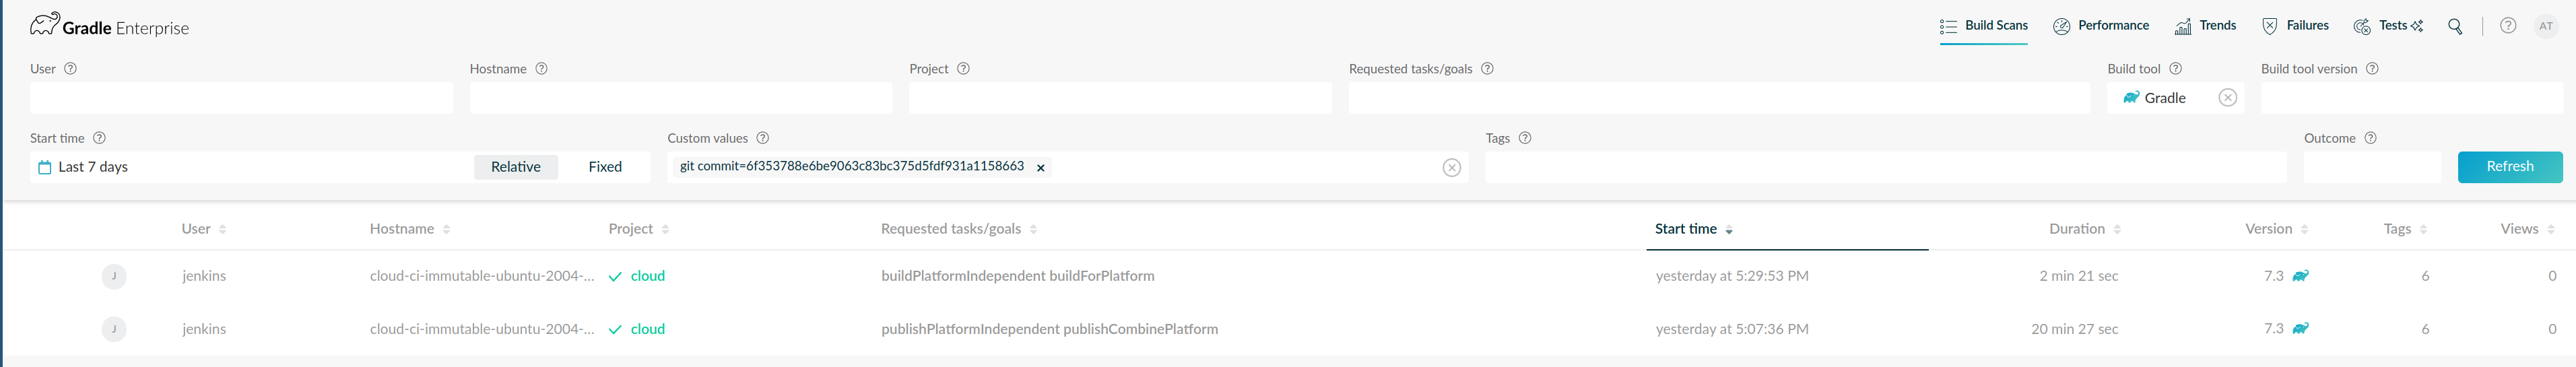 Gradle Enterprise
Build Scans Performance Trends Failures Tests AT
User Hostname Project Requested tasks/goals Build tool Build tool version
Gradle
Start time Custom values Tags Outcome
Last 7 days Relative Fixed git commit=6f353788e6be9063c83bc375d5fdf931a1158663 Refresh
User Hostname Project Requested tasks/goals Start time Duration Version Tags Views
J jenkins cloud-ci-immutable-ubuntu-2004-... cloud buildPlatformIndependent buildForPlatform yesterday at 5:29:53 PM 2 min 21 sec 7.3 6 0
J jenkins cloud-ci-immutable-ubuntu-2004-... cloud publishPlatformIndependent publishCombinePlatform yesterday at 5:07:36 PM 20 min 27 sec 7.3 6 0